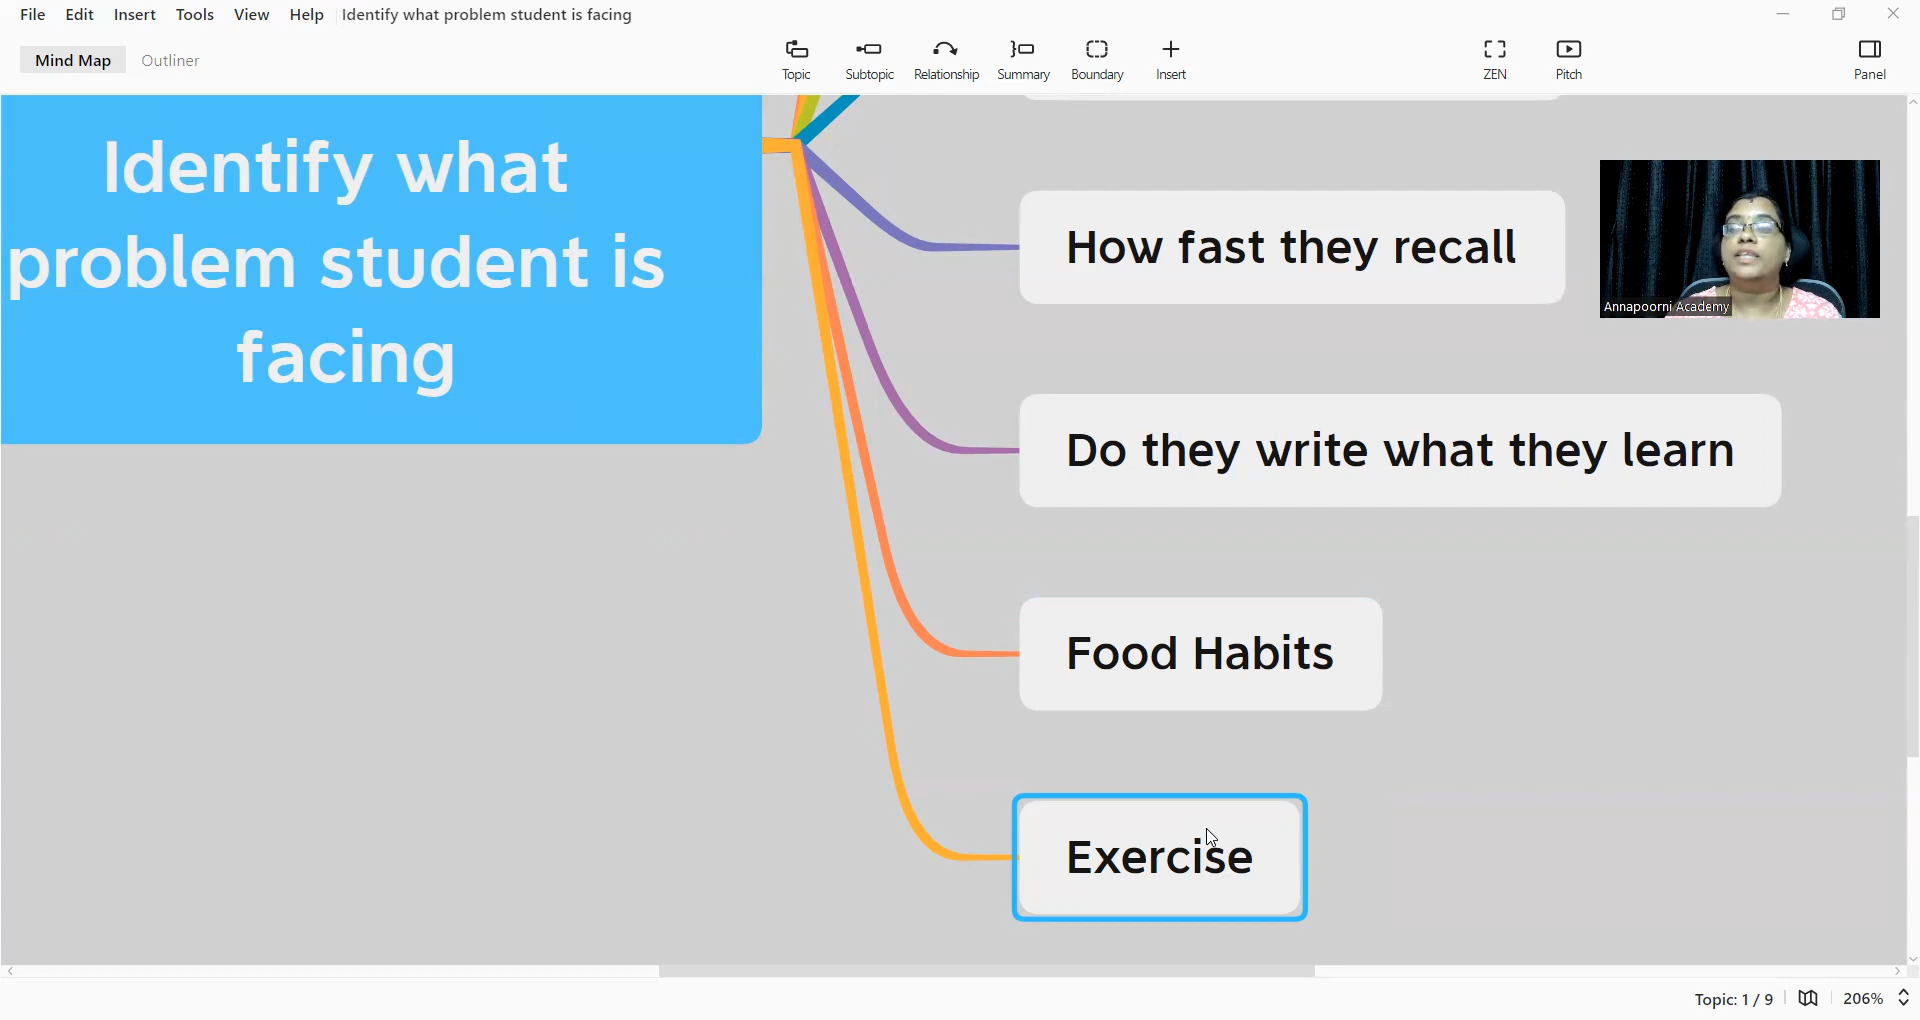 File Edit Insert Tools View Help Identify what problem student is facing
Mind Map Outliner
Topic Subtopic Relationship Summary Boundary Insert ZEN Pitch Panel
Identify what
problem student is
facing
How fast they recall
Annapoorni Academy
Do they write what they learn
Food Habits
Exercise
Topic: 1 / 9 206%